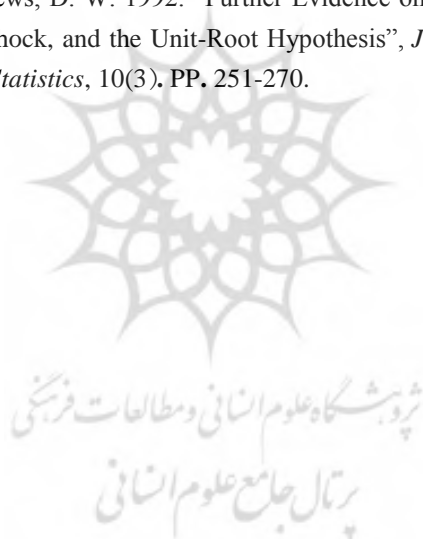 ews, D. W. 1992. "Further Evidence on
hock, and the Unit-Root Hypothesis", J
tatistics, 10(3). PP. 251-270.
پژوهشگاه علوم انسانی و مطالعات فرهنگی
پرتال جامع علوم انسانی